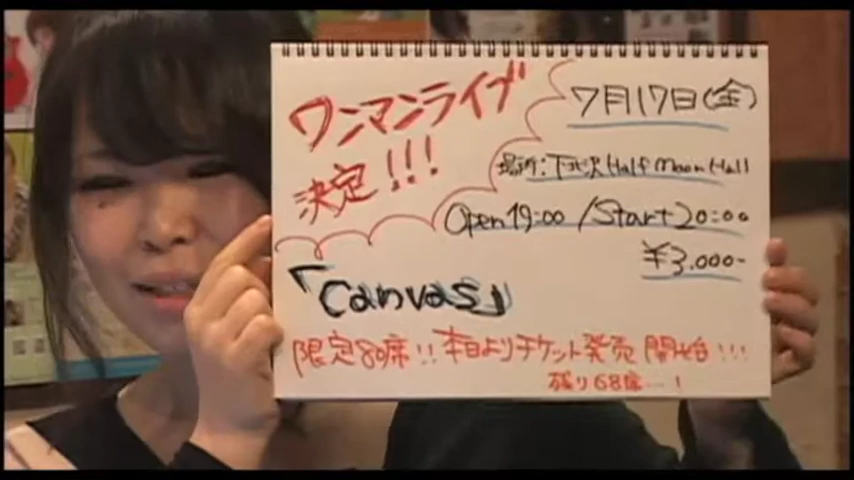 ワンマンライブ
決定!!!
7月17日(金)
場所:下北沢Half Moon Hall
Open 19:00 /Start 20:00
¥3.000-
「Canvas」
限定80席!! 本日よりチケット発売開始!!!
残り68席…!